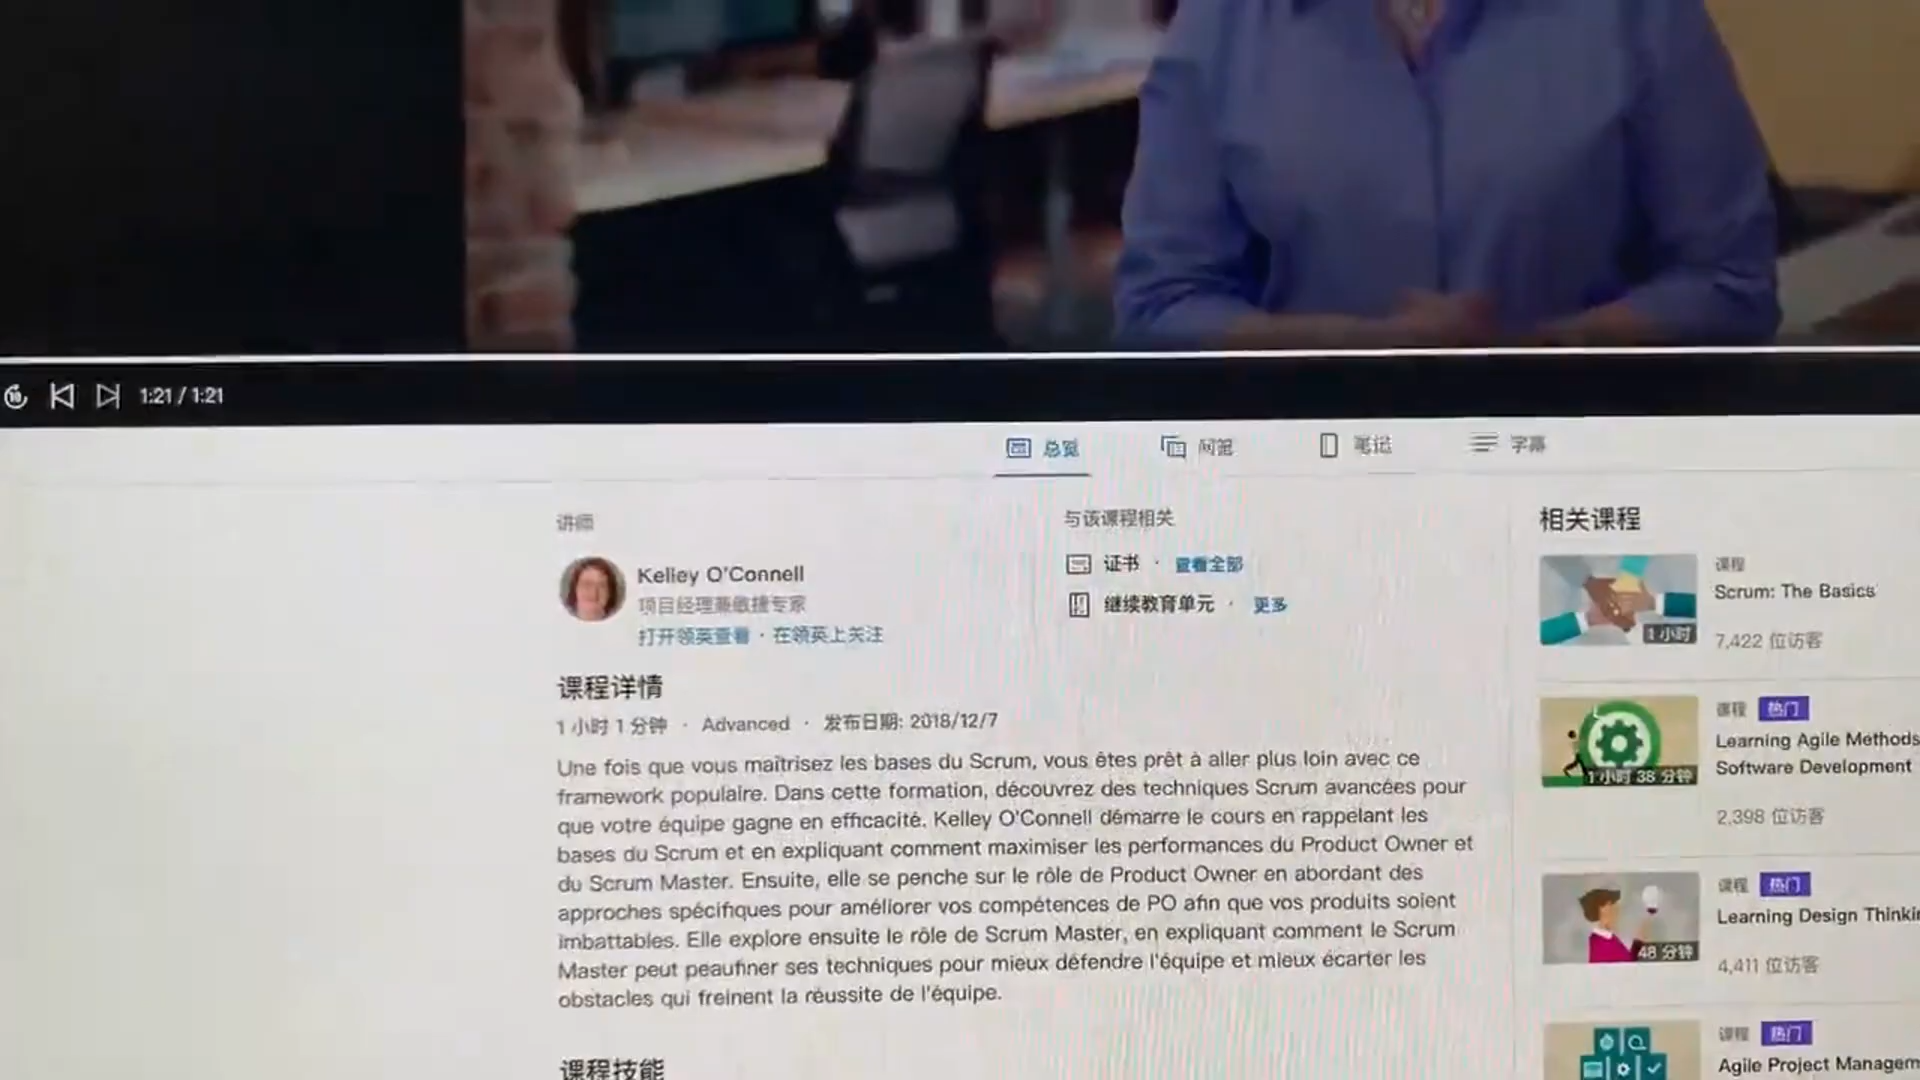 1:21 / 1:21
总览
问答
笔记
字幕
讲师
Kelley O'Connell
项目经理兼敏捷专家
打开领英查看 · 在领英上关注
与该课程相关
证书 · 查看全部
继续教育单元 · 更多
课程详情
1 小时 1 分钟 · Advanced · 发布日期: 2018/12/7
Une fois que vous maîtrisez les bases du Scrum, vous êtes prêt à aller plus loin avec ce
framework populaire. Dans cette formation, découvrez des techniques Scrum avancées pour
que votre équipe gagne en efficacité. Kelley O'Connell démarre le cours en rappelant les
bases du Scrum et en expliquant comment maximiser les performances du Product Owner et
du Scrum Master. Ensuite, elle se penche sur le rôle de Product Owner en abordant des
approches spécifiques pour améliorer vos compétences de PO afin que vos produits soient
imbattables. Elle explore ensuite le rôle de Scrum Master, en expliquant comment le Scrum
Master peut peaufiner ses techniques pour mieux défendre l'équipe et mieux écarter les
obstacles qui freinent la réussite de l'équipe.
课程技能
相关课程
课程
Scrum: The Basics
1 小时
7,422 位访客
课程 热门
Learning Agile Methods
Software Development
1 小时 38 分钟
2,398 位访客
课程 热门
Learning Design Thinki
48 分钟
4,411 位访客
课程 热门
Agile Project Managem